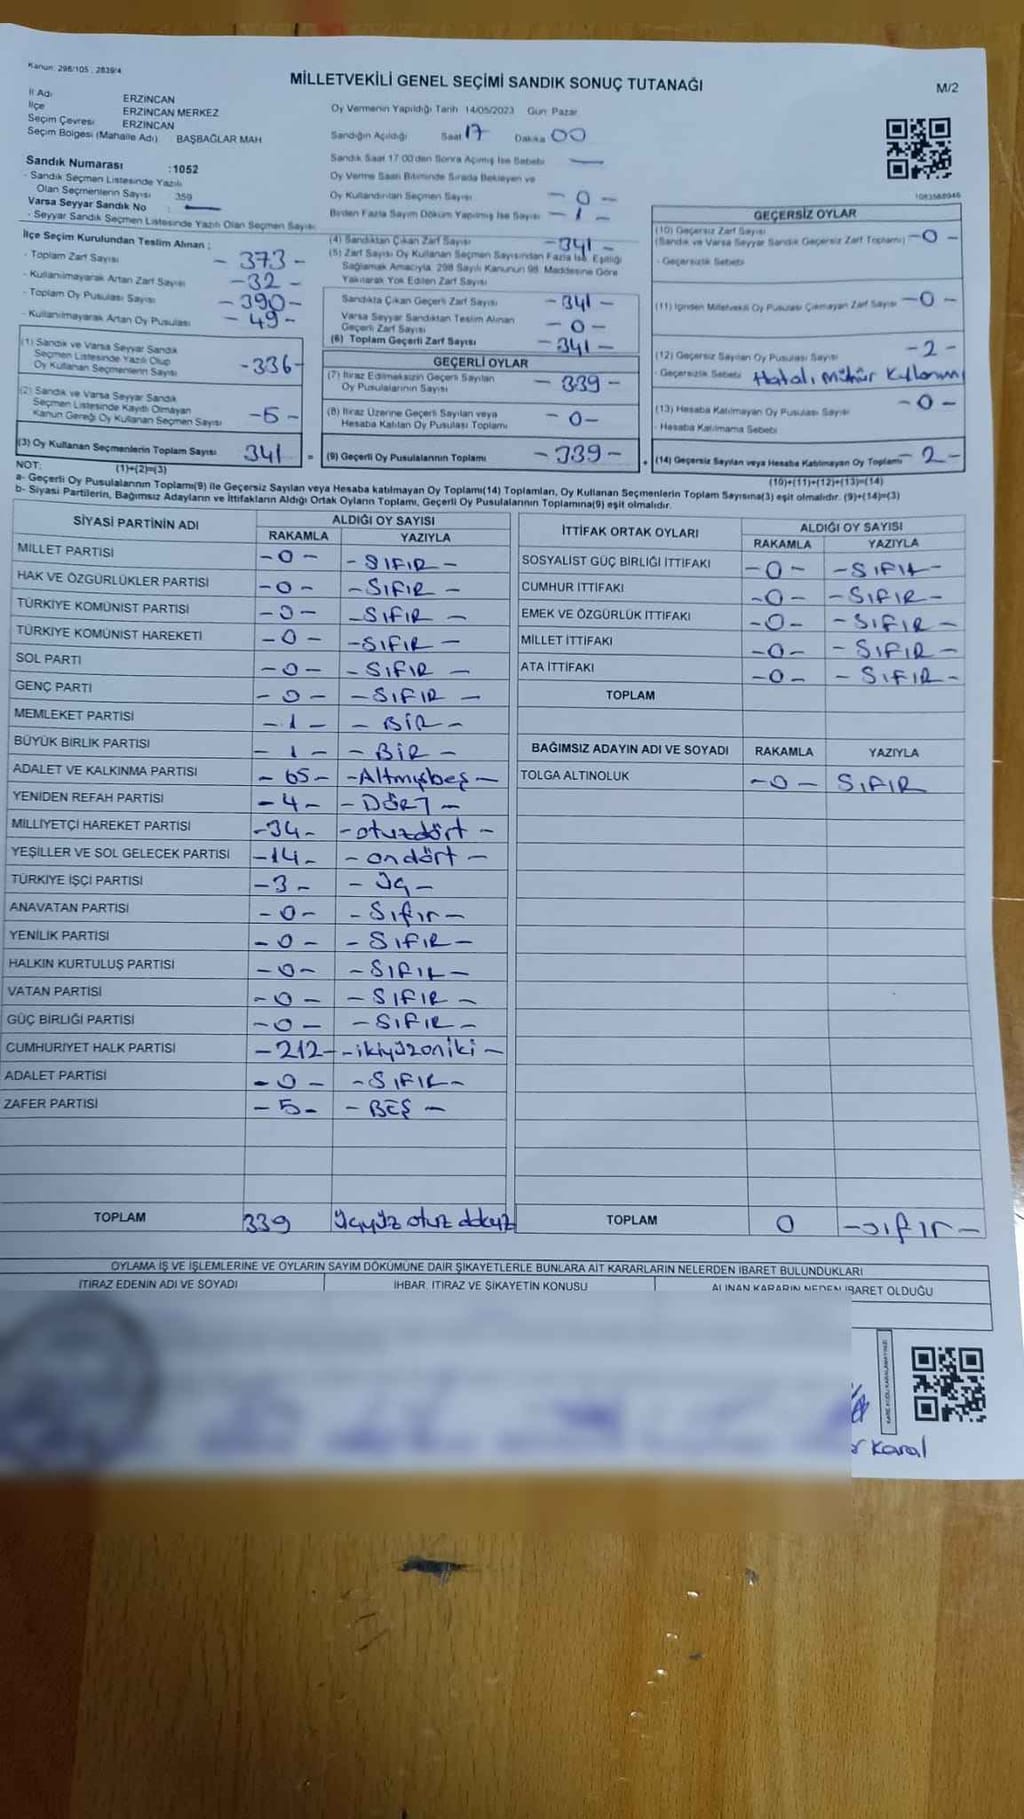 Kanun: 298/105 ; 2839/4
MİLLETVEKİLİ GENEL SEÇİMİ SANDIK SONUÇ TUTANAĞI
M/2
İl Adı ERZİNCAN
İlçe ERZİNCAN MERKEZ
Seçim Çevresi ERZİNCAN
Seçim Bölgesi (Mahalle Adı) BAŞBAĞLAR MAH
Sandık Numarası :1052
- Sandık Seçmen Listesinde Yazılı
Olan Seçmenlerin Sayısı 359
Varsa Seyyar Sandık No :
- Seyyar Sandık Seçmen Listesinde Yazılı Olan Seçmen Sayısı
Oy Vermenin Yapıldığı Tarih 14/05/2023 Gün Pazar
Sandığın Açıldığı Saat 17 Dakika 00
Sandık Saat 17:00'den Sonra Açılmış İse Sebebi
Oy Verme Saati Bitiminde Sırada Bekleyen ve
Oy Kullandırılan Seçmen Sayısı - 0 -
Birden Fazla Sayım Döküm Yapılmış İse Sayısı - 1 -
1083568946
İlçe Seçim Kurulundan Teslim Alınan :
- Toplam Zarf Sayısı - 373 -
- Kullanılmayarak Artan Zarf Sayısı - 32 -
- Toplam Oy Pusulası Sayısı - 390 -
- Kullanılmayarak Artan Oy Pusulası - 49 -
(1) Sandık ve Varsa Seyyar Sandık
Seçmen Listesinde Yazılı Olup
Oy Kullanan Seçmenlerin Sayısı - 336 -
(2) Sandık ve Varsa Seyyar Sandık
Seçmen Listesinde Kayıtlı Olmayan
Kanun Gereği Oy Kullanan Seçmen Sayısı - 5 -
(3) Oy Kullanan Seçmenlerin Toplam Sayısı 341 =
(1)+(2)=(3)
(4) Sandıktan Çıkan Zarf Sayısı - 341 -
(5) Zarf Sayısı Oy Kullanan Seçmen Sayısından Fazla İse, Eşitliği
Sağlamak Amacıyla, 298 Sayılı Kanunun 98. Maddesine Göre
Yakılarak Yok Edilen Zarf Sayısı
Sandıkta Çıkan Geçerli Zarf Sayısı - 341 -
Varsa Seyyar Sandıktan Teslim Alınan
Geçerli Zarf Sayısı - 0 -
(6) Toplam Geçerli Zarf Sayısı - 341 -
GEÇERLİ OYLAR
(7) İtiraz Edilmeksizin Geçerli Sayılan
Oy Pusulalarının Sayısı - 339 -
(8) İtiraz Üzerine Geçerli Sayılan veya
Hesaba Katılan Oy Pusulası Toplamı - 0 -
(9) Geçerli Oy Pusulalarının Toplamı - 339 - +
GEÇERSİZ OYLAR
(10) Geçersiz Zarf Sayısı
(Sandık ve Varsa Seyyar Sandık Geçersiz Zarf Toplamı) - 0 -
- Geçersizlik Sebebi
(11) İçinden Milletvekili Oy Pusulası Çıkmayan Zarf Sayısı - 0 -
(12) Geçersiz Sayılan Oy Pusulası Sayısı - 2 -
- Geçersizlik Sebebi Hatalı mühür kullanımı
(13) Hesaba Katılmayan Oy Pusulası Sayısı - 0 -
- Hesaba Katılmama Sebebi
(14) Geçersiz Sayılan veya Hesaba Katılmayan Oy Toplamı - 2 -
(10)+(11)+(12)+(13)=(14)
NOT:
a- Geçerli Oy Pusulalarının Toplamı(9) ile Geçersiz Sayılan veya Hesaba katılmayan Oy Toplamı(14) Toplamları, Oy Kullanan Seçmenlerin Toplam Sayısına(3) eşit olmalıdır. (9)+(14)=(3)
b- Siyasi Partilerin, Bağımsız Adayların ve İttifakların Aldığı Ortak Oyların Toplamı, Geçerli Oy Pusulalarının Toplamına(9) eşit olmalıdır.
SİYASİ PARTİNİN ADI ALDIĞI OY SAYISI
RAKAMLA YAZIYLA
MİLLET PARTİSİ - 0 - - SIFIR -
HAK VE ÖZGÜRLÜKLER PARTİSİ - 0 - - SIFIR -
TÜRKİYE KOMÜNİST PARTİSİ - 0 - - SIFIR -
TÜRKİYE KOMÜNİST HAREKETİ - 0 - - SIFIR -
SOL PARTİ - 0 - - SIFIR -
GENÇ PARTİ - 0 - - SIFIR -
MEMLEKET PARTİSİ - 1 - - BİR -
BÜYÜK BİRLİK PARTİSİ - 1 - - BİR -
ADALET VE KALKINMA PARTİSİ - 65 - - Altmışbeş -
YENİDEN REFAH PARTİSİ - 4 - - DÖRT -
MİLLİYETÇİ HAREKET PARTİSİ - 34 - - otuzdört -
YEŞİLLER VE SOL GELECEK PARTİSİ - 14 - - ondört -
TÜRKİYE İŞÇİ PARTİSİ - 3 - - üç -
ANAVATAN PARTİSİ - 0 - - Sıfır -
YENİLİK PARTİSİ - 0 - - SIFIR -
HALKIN KURTULUŞ PARTİSİ - 0 - - SIFIR -
VATAN PARTİSİ - 0 - - SIFIR -
GÜÇ BİRLİĞİ PARTİSİ - 0 - - SIFIR -
CUMHURİYET HALK PARTİSİ - 212 - - ikiyüzoniki -
ADALET PARTİSİ - 0 - - SIFIR -
ZAFER PARTİSİ - 5 - - BEŞ -
TOPLAM 339 üçyüz otuz dokuz
İTTİFAK ORTAK OYLARI ALDIĞI OY SAYISI
RAKAMLA YAZIYLA
SOSYALİST GÜÇ BİRLİĞİ İTTİFAKI - 0 - - SIFIR -
CUMHUR İTTİFAKI - 0 - - SIFIR -
EMEK VE ÖZGÜRLÜK İTTİFAKI - 0 - - SIFIR -
MİLLET İTTİFAKI - 0 - - SIFIR -
ATA İTTİFAKI - 0 - - SIFIR -
TOPLAM
BAĞIMSIZ ADAYIN ADI VE SOYADI RAKAMLA YAZIYLA
TOLGA ALTINOLUK - 0 - SIFIR
TOPLAM 0 - sıfır -
OYLAMA İŞ VE İŞLEMLERİNE VE OYLARIN SAYIM DÖKÜMÜNE DAİR ŞİKAYETLERLE BUNLARA AİT KARARLARIN NELERDEN İBARET BULUNDUKLARI
İTİRAZ EDENİN ADI VE SOYADI İHBAR, İTİRAZ VE ŞİKAYETİN KONUSU ALINAN KARARIN NEDEN İBARET OLDUĞU
Karal